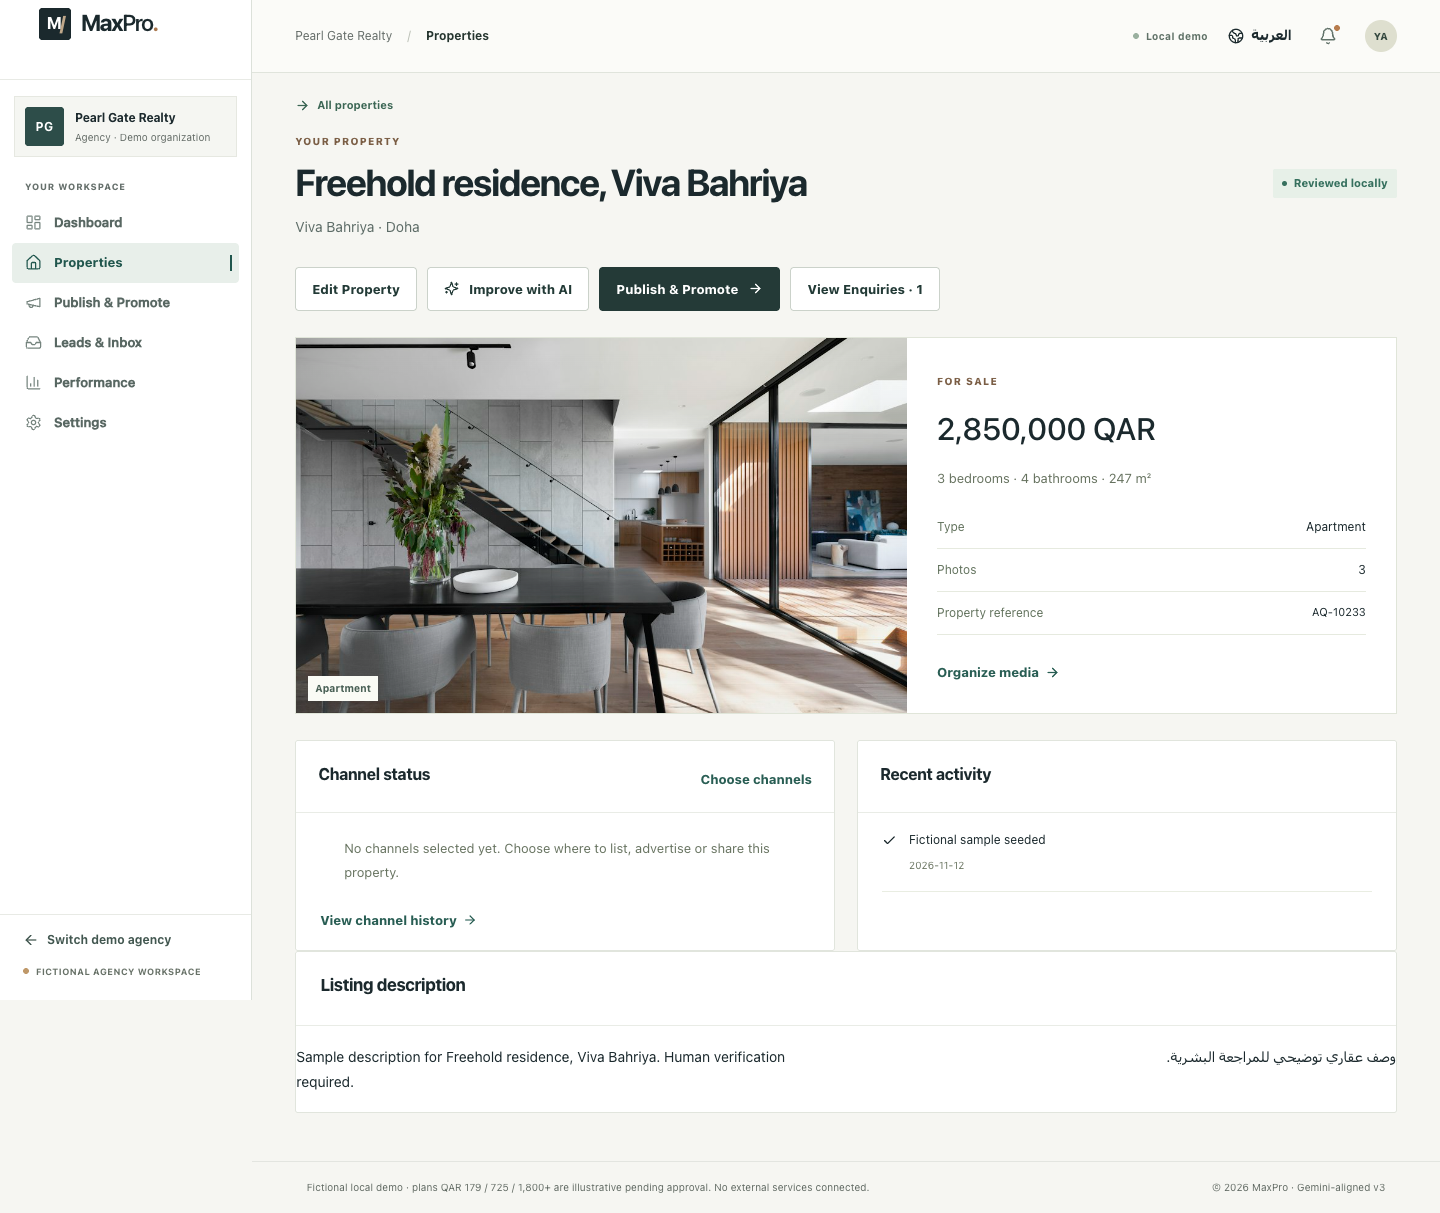 M/ MaxPro.
Pearl Gate Realty / Properties
Local demo
العربية
YA
PG
Pearl Gate Realty
Agency · Demo organization
YOUR WORKSPACE
Dashboard
Properties
Publish & Promote
Leads & Inbox
Performance
Settings
Switch demo agency
FICTIONAL AGENCY WORKSPACE
All properties
YOUR PROPERTY
Freehold residence, Viva Bahriya
Reviewed locally
Viva Bahriya · Doha
Edit Property
Improve with AI
Publish & Promote
View Enquiries · 1
Apartment
FOR SALE
2,850,000 QAR
3 bedrooms · 4 bathrooms · 247 m²
Type Apartment
Photos 3
Property reference AQ-10233
Organize media
Channel status
Choose channels
No channels selected yet. Choose where to list, advertise or share this
property.
View channel history
Recent activity
Fictional sample seeded
2026-11-12
Listing description
Sample description for Freehold residence, Viva Bahriya. Human verification
required.
وصف عقاري توضيحي للمراجعة البشرية.
Fictional local demo · plans QAR 179 / 725 / 1,800+ are illustrative pending approval. No external services connected.
© 2026 MaxPro · Gemini-aligned v3